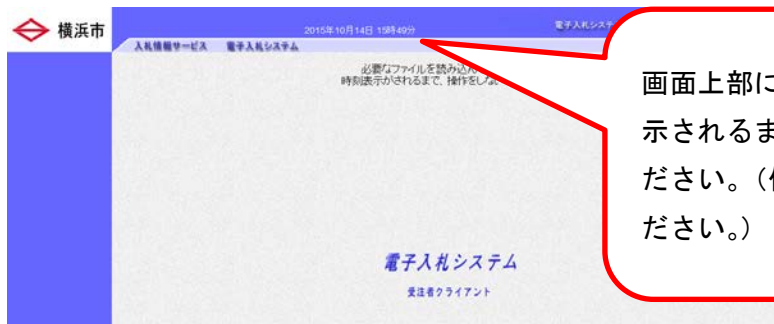 横浜市
2015年10月14日 15時49分
電子入札システム
入札情報サービス 電子入札システム
必要なファイルを読み込ん
時刻表示がされるまで、操作をしな
画面上部に
示されるま
ださい。（
ださい。）
電子入札システム
受注者クライアント